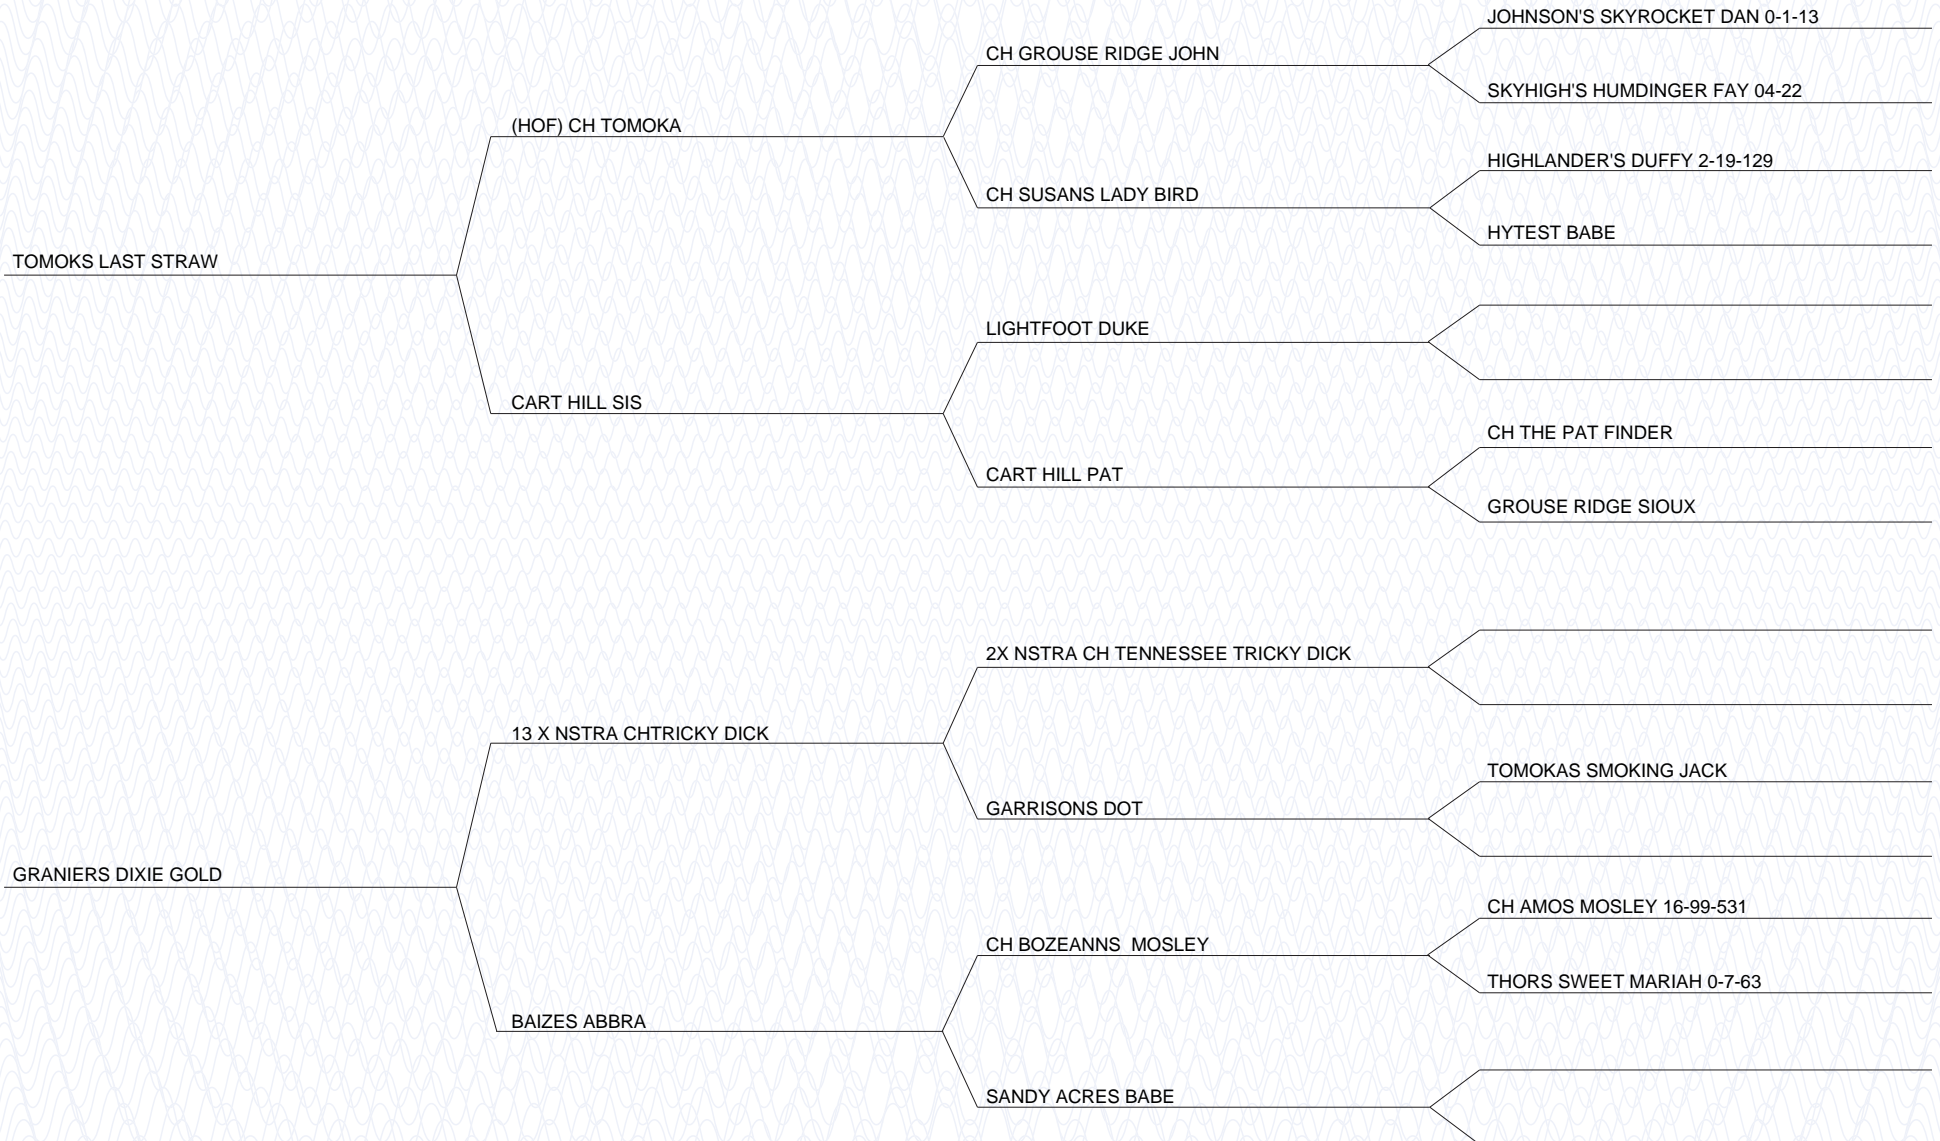 JOHNSON'S SKYROCKET DAN 0-1-13
CH GROUSE RIDGE JOHN
SKYHIGH'S HUMDINGER FAY 04-22
(HOF) CH TOMOKA
HIGHLANDER'S DUFFY 2-19-129
CH SUSANS LADY BIRD
HYTEST BABE
TOMOKS LAST STRAW
LIGHTFOOT DUKE
CART HILL SIS
CH THE PAT FINDER
CART HILL PAT
GROUSE RIDGE SIOUX
2X NSTRA CH TENNESSEE TRICKY DICK
13 X NSTRA CHTRICKY DICK
TOMOKAS SMOKING JACK
GARRISONS DOT
GRANIERS DIXIE GOLD
CH AMOS MOSLEY 16-99-531
CH BOZEANNS  MOSLEY
THORS SWEET MARIAH 0-7-63
BAIZES ABBRA
SANDY ACRES BABE